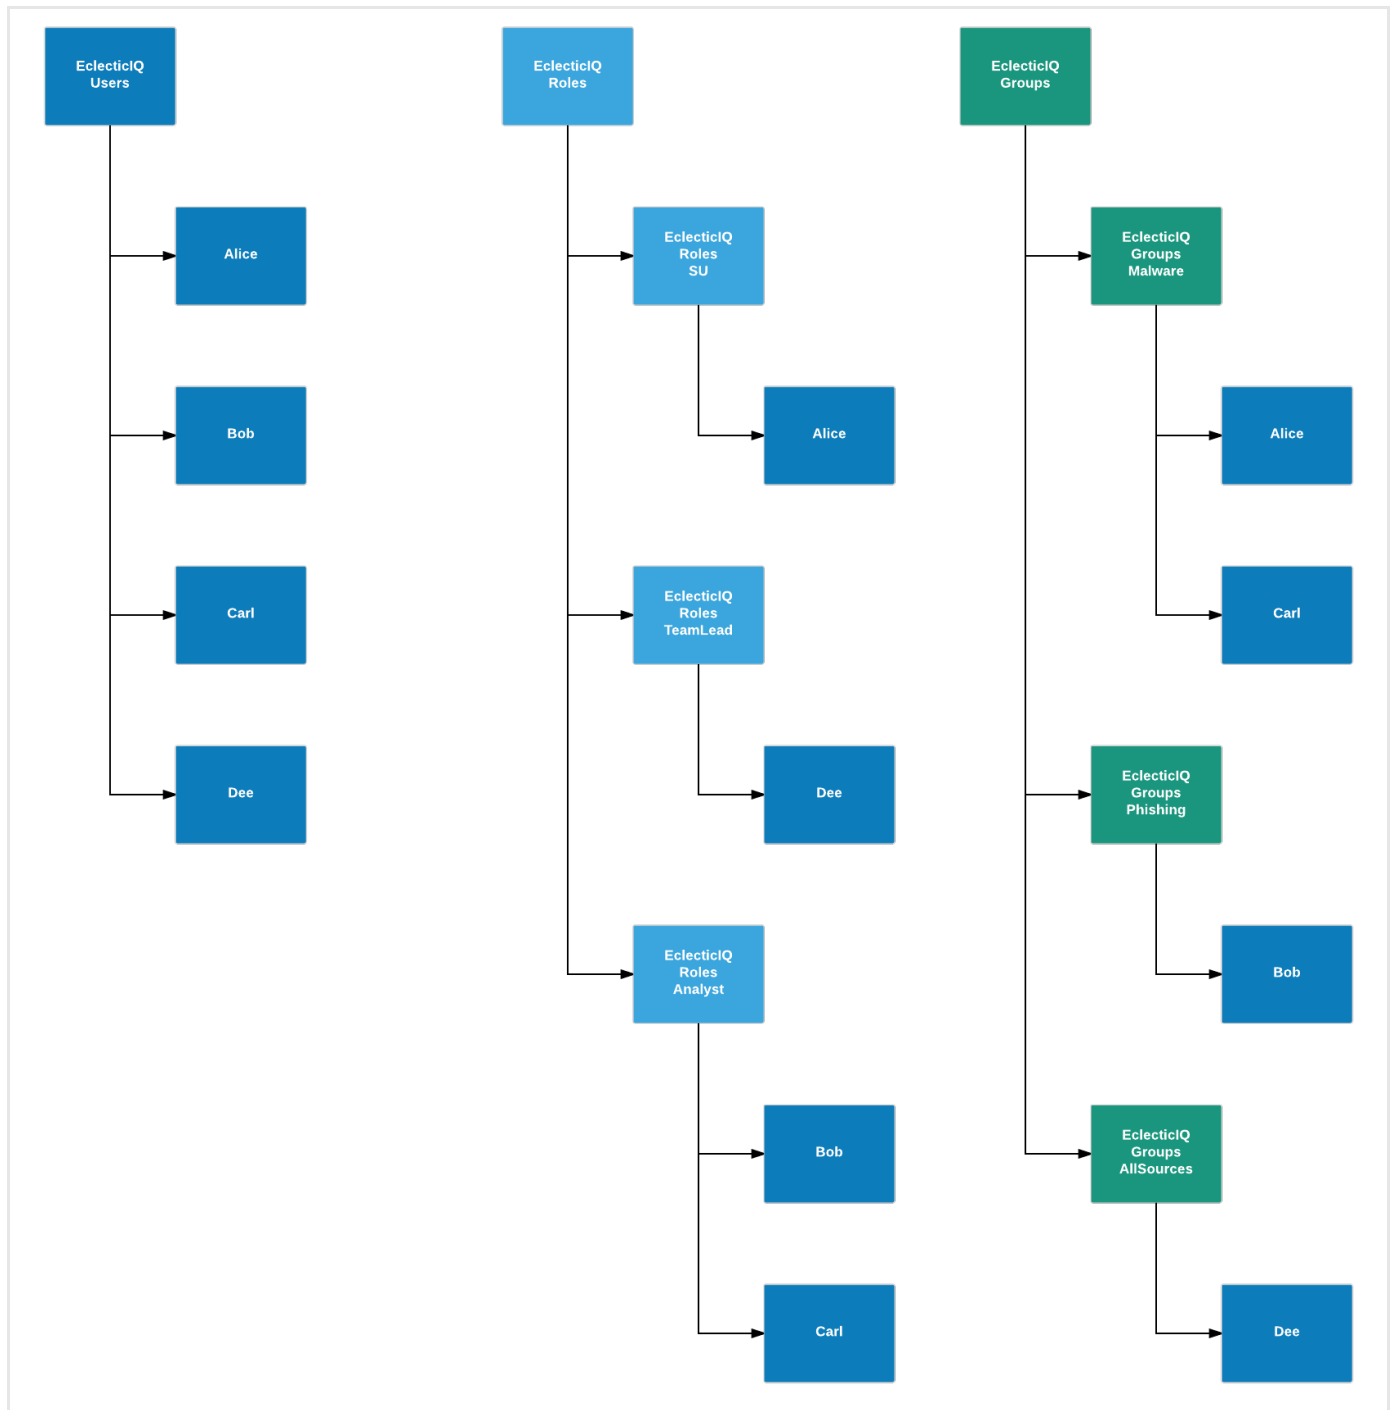 EclecticIQ
Users
Alice
Bob
Carl
Dee
EclecticIQ
Roles
EclecticIQ
Roles
SU
Alice
EclecticIQ
Roles
TeamLead
Dee
EclecticIQ
Roles
Analyst
Bob
Carl
EclecticIQ
Groups
EclecticIQ
Groups
Malware
Alice
Carl
EclecticIQ
Groups
Phishing
Bob
EclecticIQ
Groups
AllSources
Dee